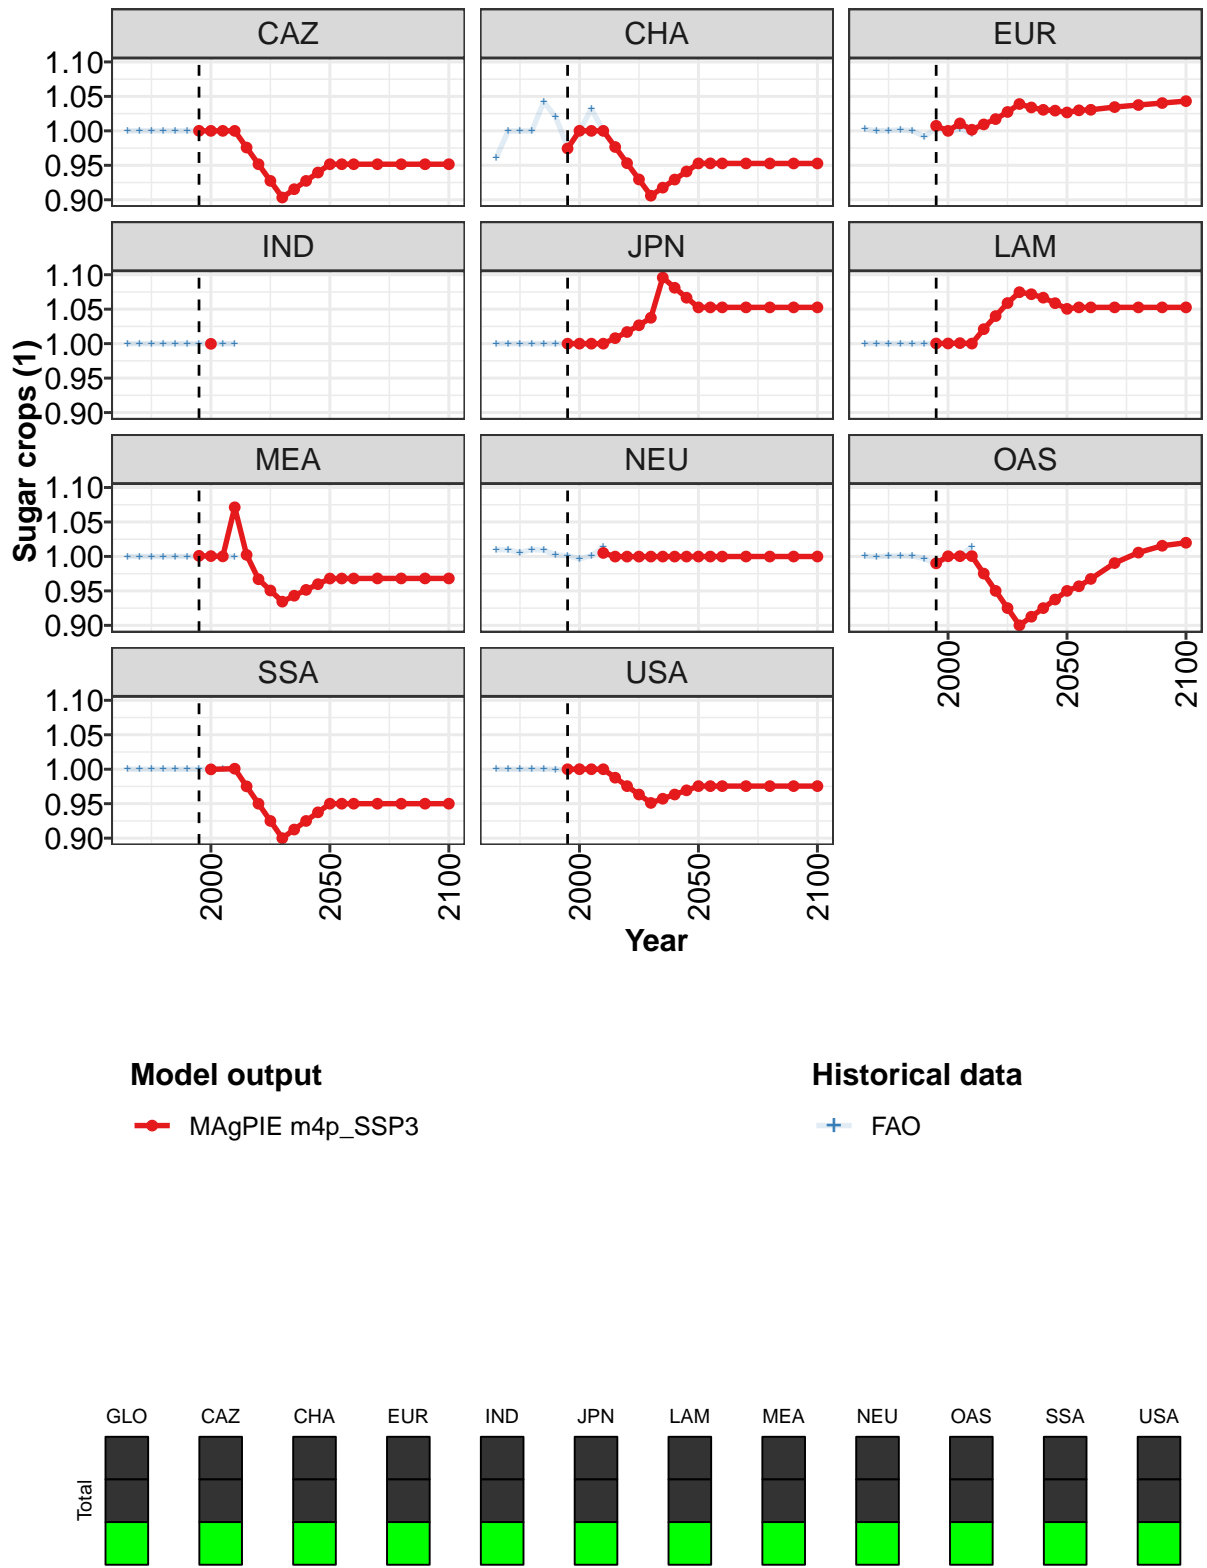 CAZ CHA EUR
1.10
1.05
1.00
0.95
0.90
IND JPN LAM
1.10
1.05
1.00
0.95
0.90
MEA NEU OAS
1.10
1.05
1.00
0.95
0.90
SSA USA
1.10
1.05
1.00
0.95
0.90
Sugar crops (1)
2000 2050 2100
2000 2050 2100
2000 2050 2100
Year
Model output
MAgPIE m4p_SSP3
Historical data
FAO
GLO CAZ CHA EUR IND JPN LAM MEA NEU OAS SSA USA
Total